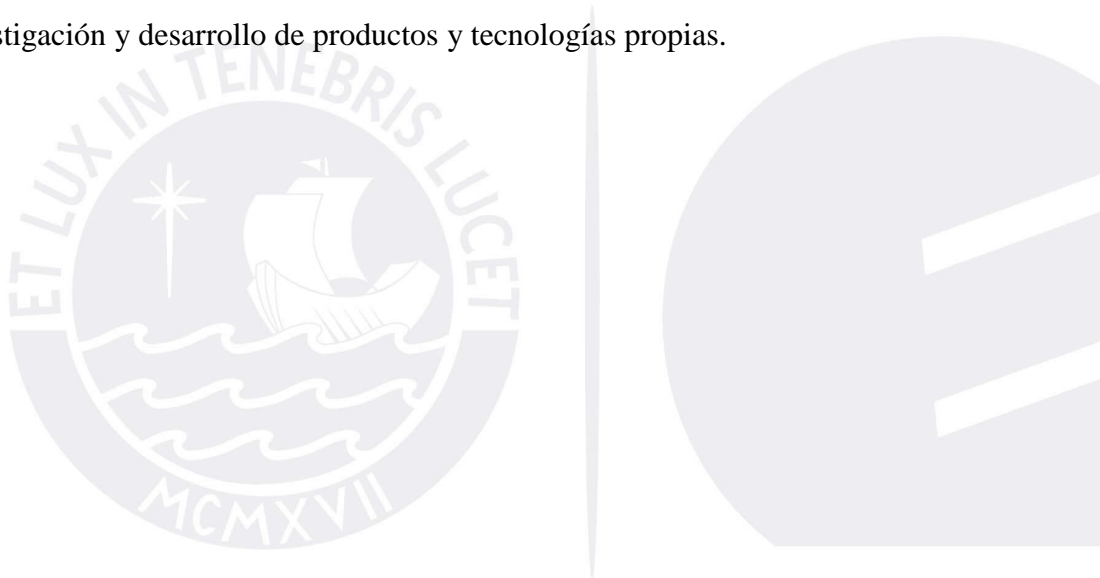 stigación y desarrollo de productos y tecnologías propias.
ET LUX IN TENEBRIS LUCET
MCMXVII